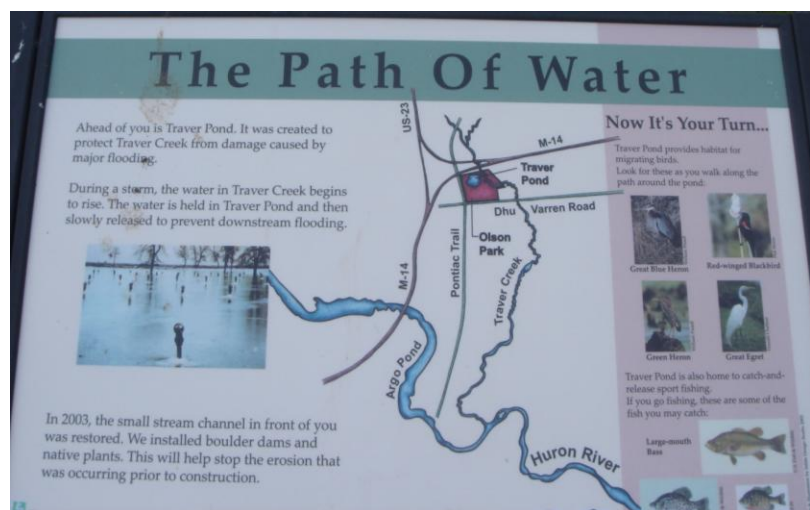 The Path Of Water
Ahead of you is Traver Pond. It was created to
protect Traver Creek from damage caused by
major flooding.
During a storm, the water in Traver Creek begins
to rise. The water is held in Traver Pond and then
slowly released to prevent downstream flooding.
In 2003, the small stream channel in front of you
was restored. We installed boulder dams and
native plants. This will help stop the erosion that
was occurring prior to construction.
US-23
M-14
Traver
Pond
Dhu Varren Road
Olson
Park
Pontiac Trail
M-14
Traver Creek
Argo Pond
Huron River
Now It's Your Turn...
Traver Pond provides habitat for
migrating birds.
Look for these as you walk along the
path around the pond:
Great Blue Heron
Red-winged Blackbird
Green Heron
Great Egret
Traver Pond is also home to catch-and-
release sport fishing.
If you go fishing, these are some of the
fish you may catch:
Large-mouth
Bass